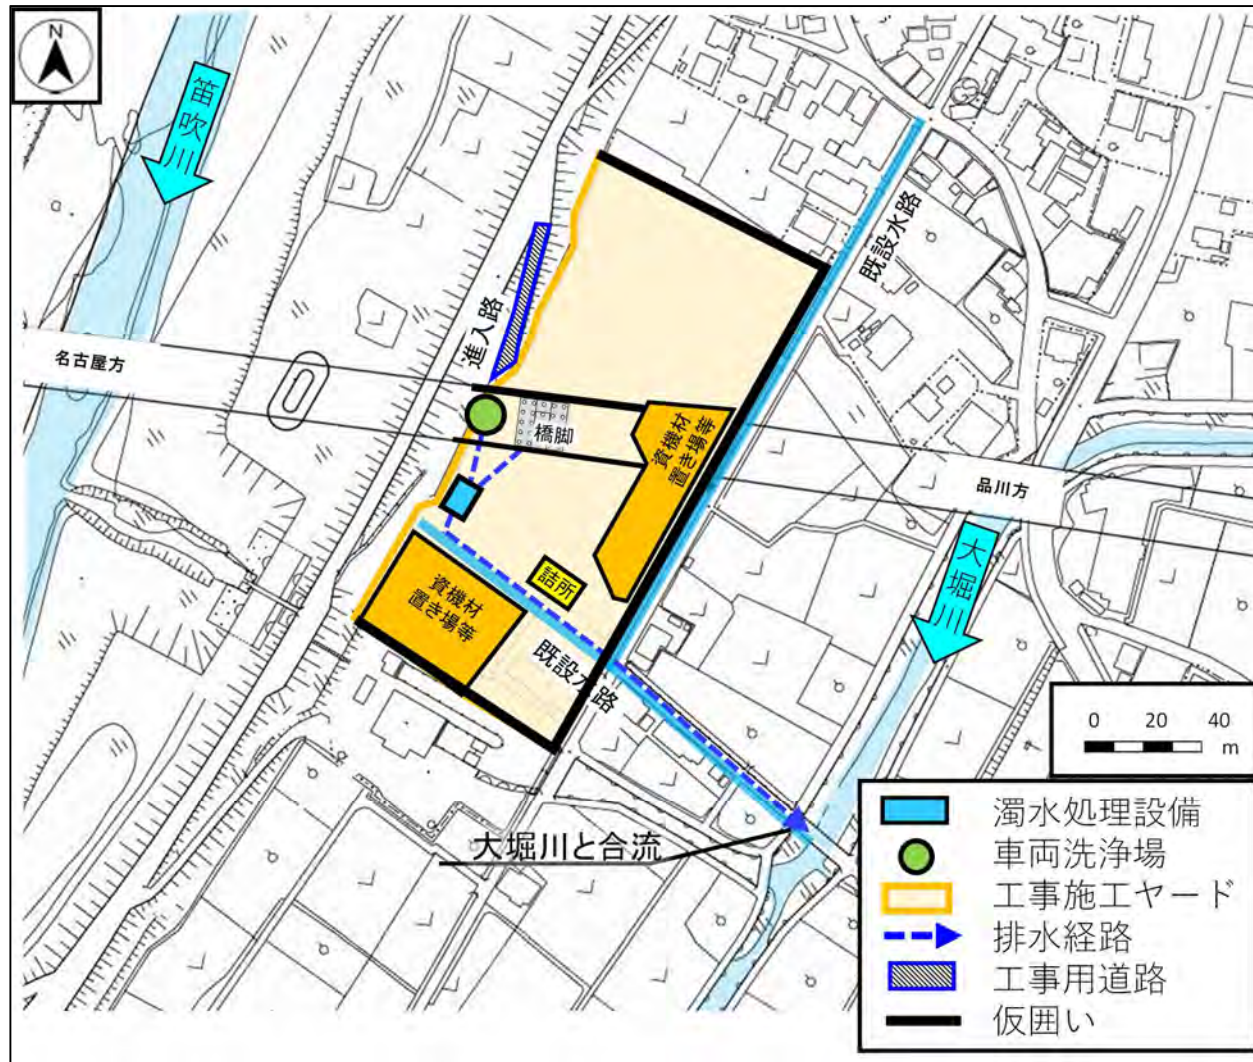 N
笛吹川
既設水路
進入路
名古屋方
橋脚
資機材
置き場等
品川方
大堀川
詰所
資機材
置き場等
既設水路
大堀川と合流
0 20 40
m
濁水処理設備
車両洗浄場
工事施工ヤード
排水経路
工事用道路
仮囲い